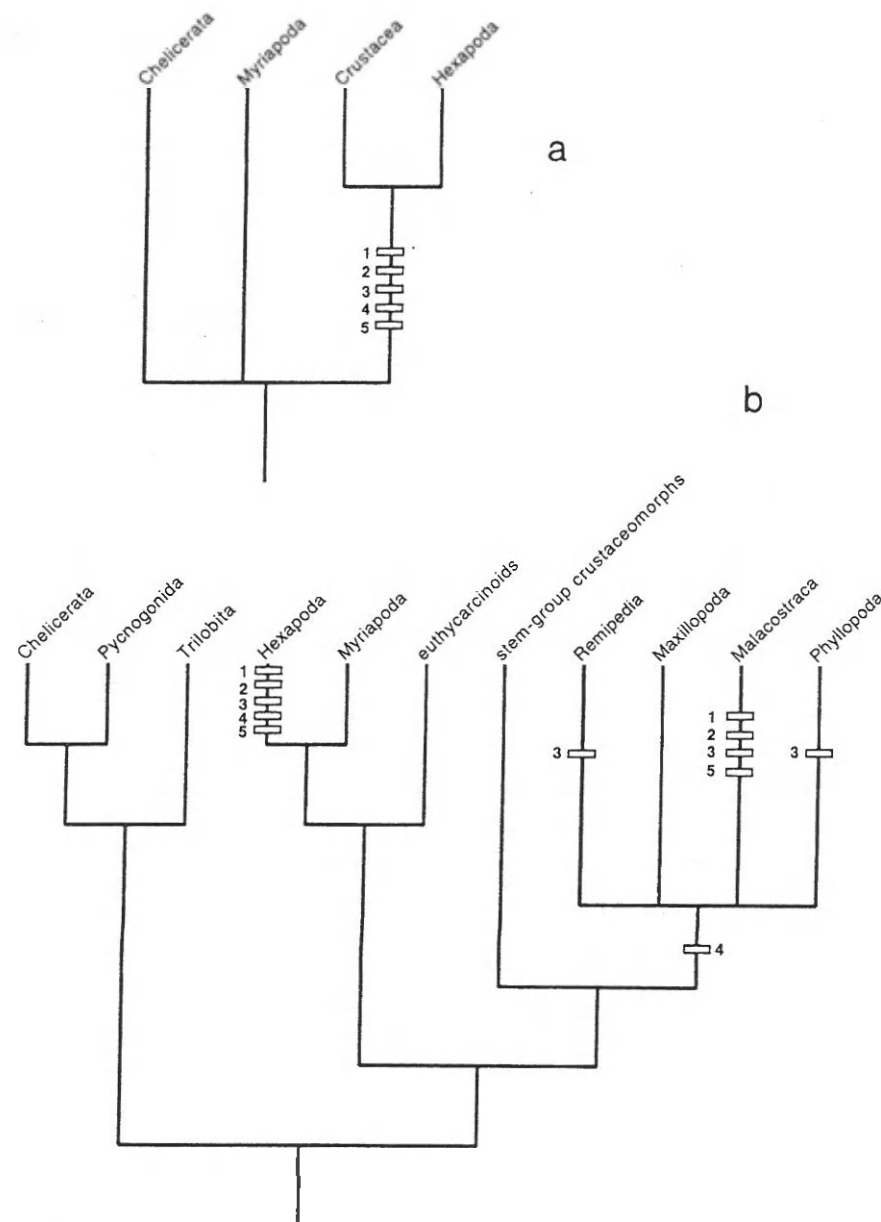 Chelicerata
Myriapoda
Crustacea
Hexapoda
a
1
2
3
4
5
b
Chelicerata
Pycnogonida
Trilobita
Hexapoda
Myriapoda
euthycarcinoids
stem-group crustaceomorphs
Remipedia
Maxillopoda
Malacostraca
Phyllopoda
1
2
3
4
5
3
1
2
3
5
3
4